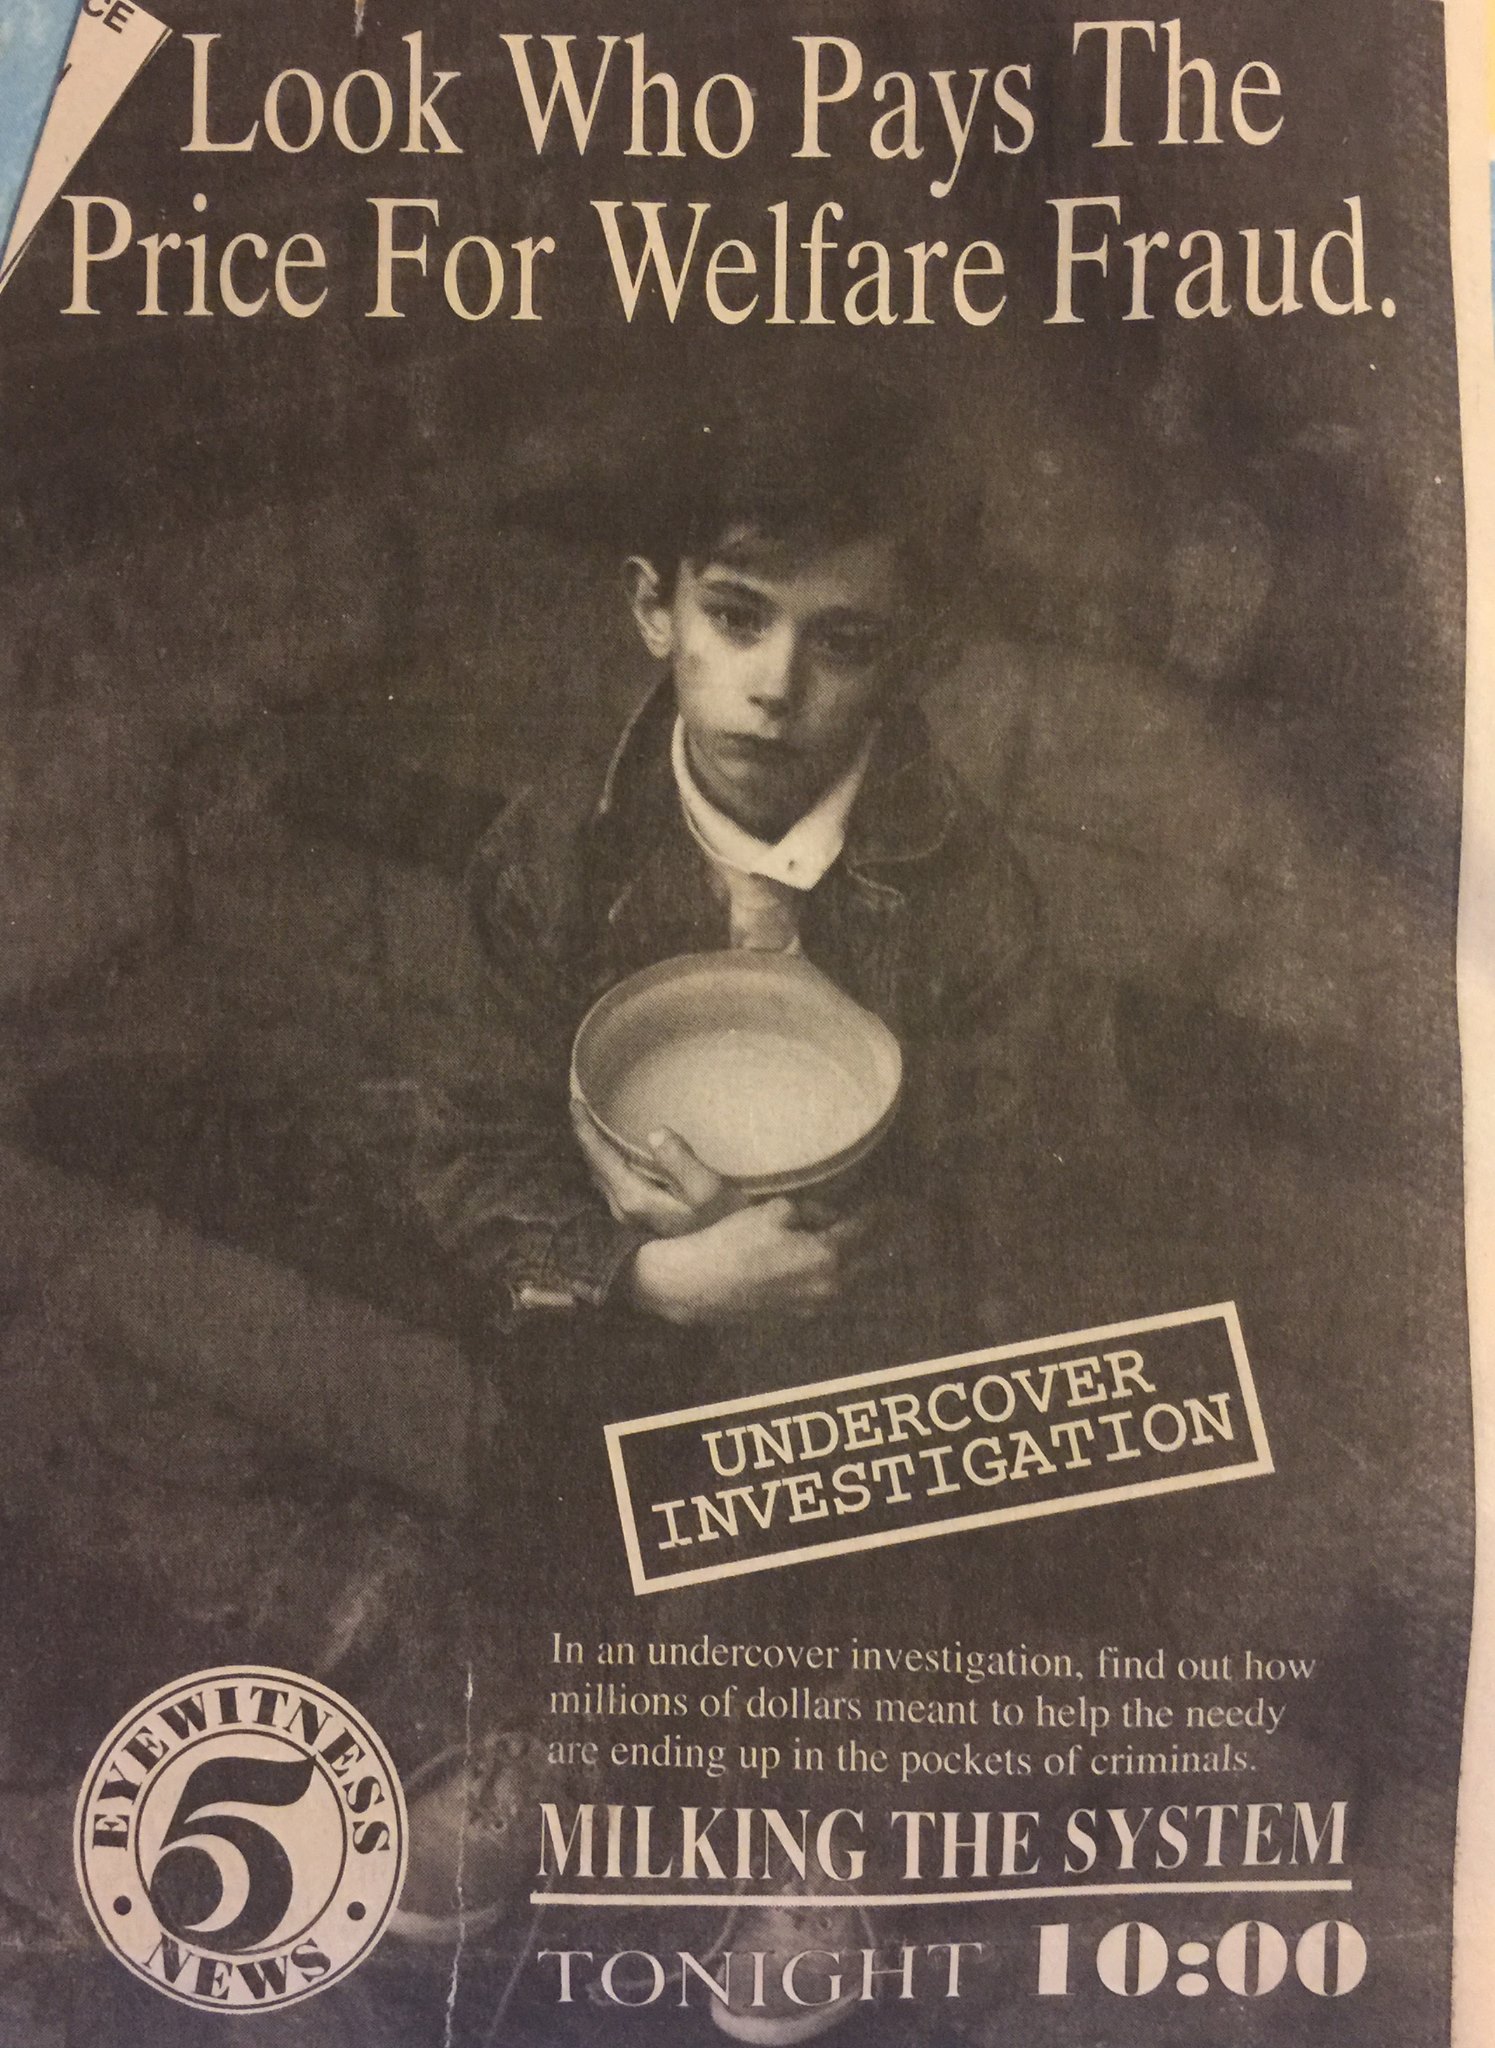 CE
Look Who Pays The
Price For Welfare Fraud.
UNDERCOVER
INVESTIGATION
In an undercover investigation, find out how
millions of dollars meant to help the needy
are ending up in the pockets of criminals.
MILKING THE SYSTEM
TONIGHT 10:00
EYEWITNESS
5
NEWS